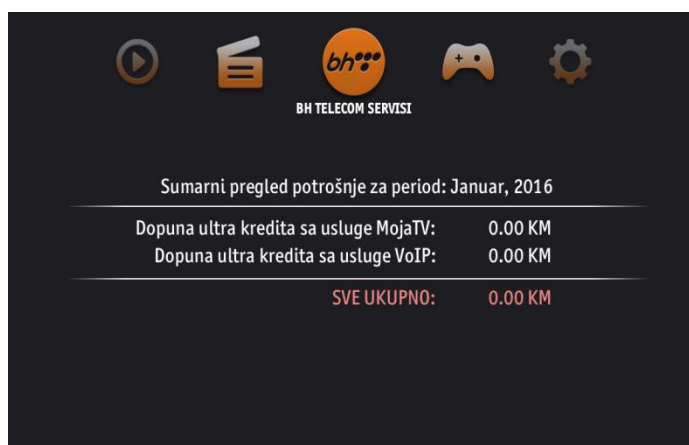 bh
BH TELECOM SERVISI
Sumarni pregled potrošnje za period: Januar, 2016
Dopuna ultra kredita sa usluge MojaTV: 0.00 KM
Dopuna ultra kredita sa usluge VoIP: 0.00 KM
SVE UKUPNO: 0.00 KM